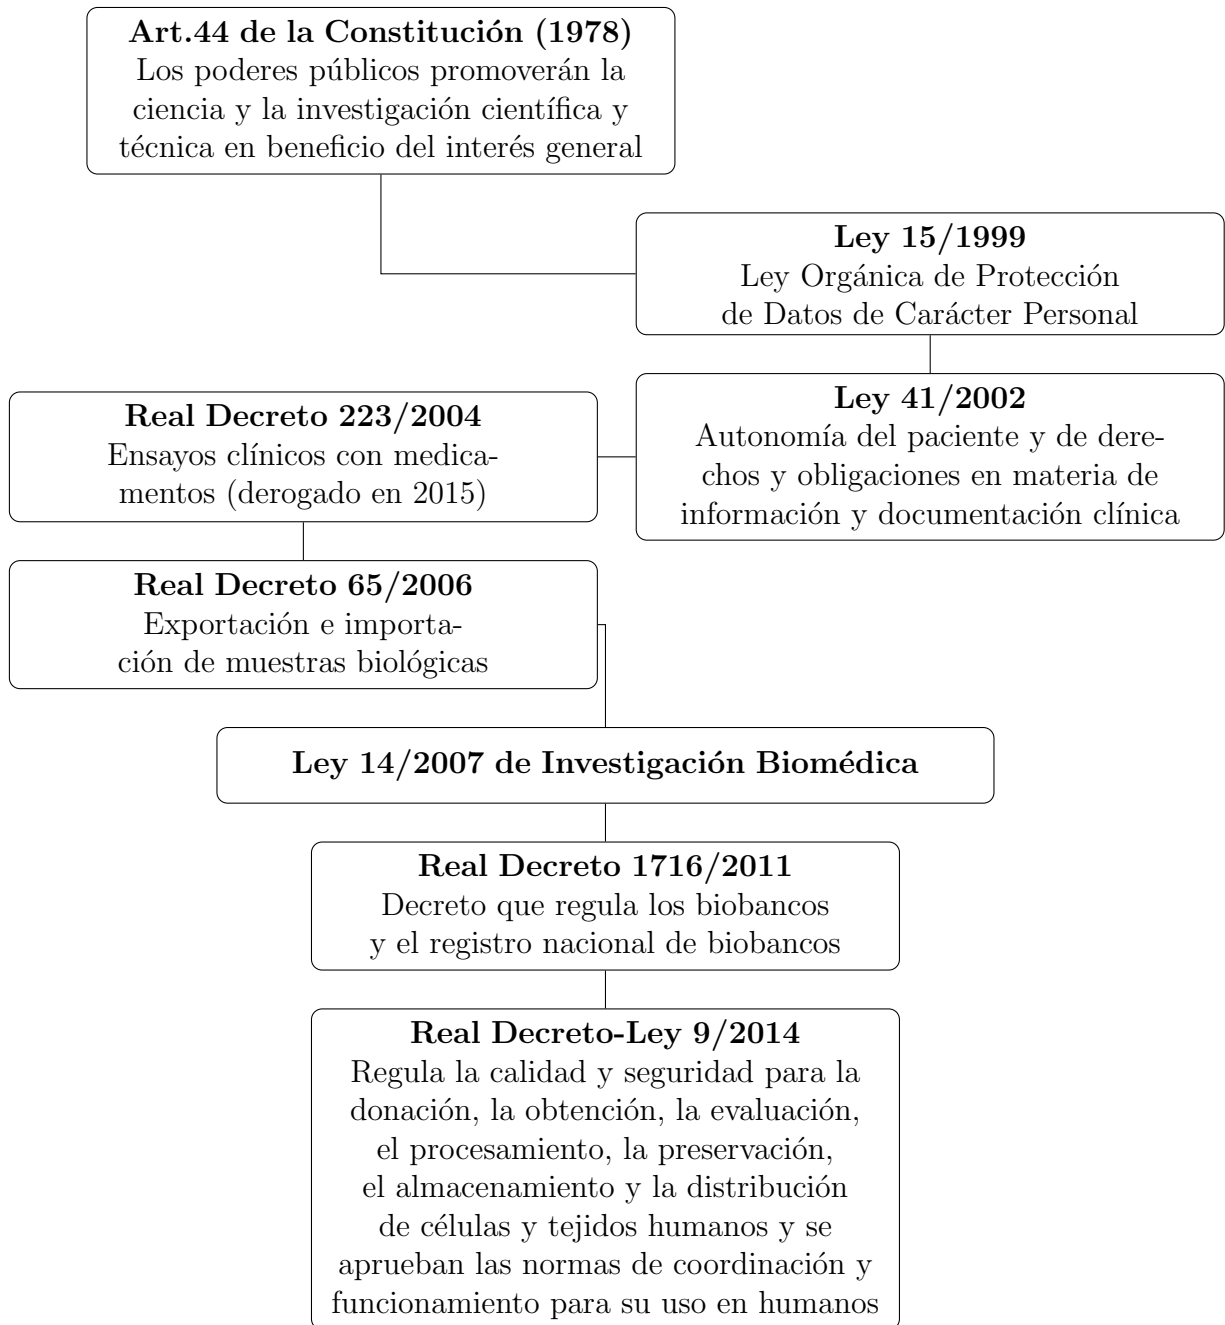 Art.44 de la Constitución (1978)
Los poderes públicos promoverán la
ciencia y la investigación científica y
técnica en beneficio del interés general
Ley 15/1999
Ley Orgánica de Protección
de Datos de Carácter Personal
Ley 41/2002
Autonomía del paciente y de dere-
chos y obligaciones en materia de
información y documentación clínica
Real Decreto 223/2004
Ensayos clínicos con medica-
mentos (derogado en 2015)
Real Decreto 65/2006
Exportación e importa-
ción de muestras biológicas
Ley 14/2007 de Investigación Biomédica
Real Decreto 1716/2011
Decreto que regula los biobancos
y el registro nacional de biobancos
Real Decreto-Ley 9/2014
Regula la calidad y seguridad para la
donación, la obtención, la evaluación,
el procesamiento, la preservación,
el almacenamiento y la distribución
de células y tejidos humanos y se
aprueban las normas de coordinación y
funcionamiento para su uso en humanos